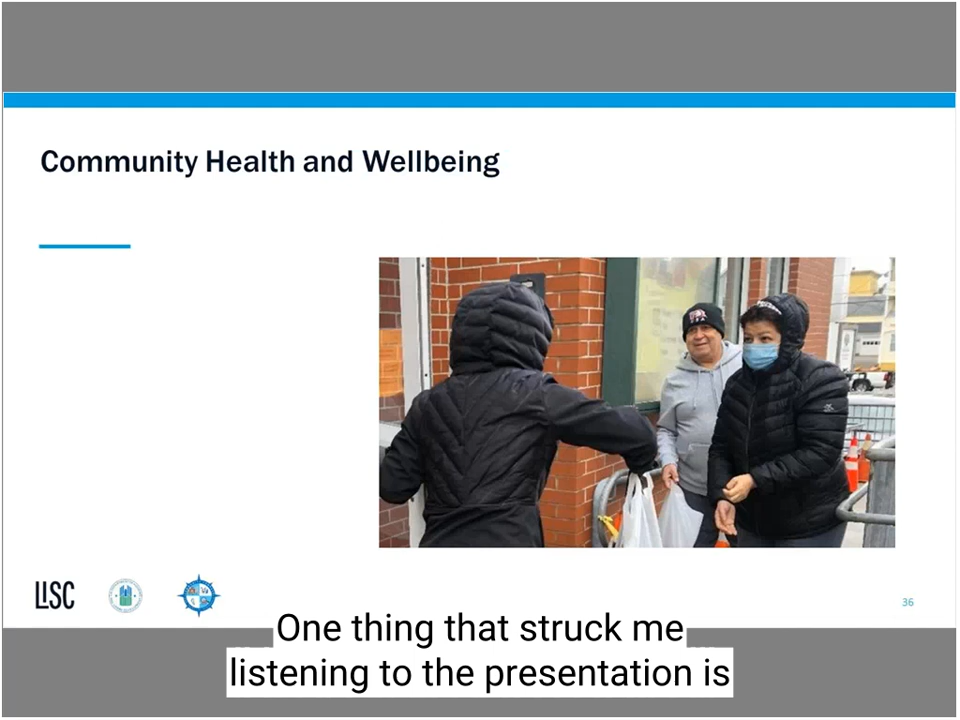 Community Health and Wellbeing
LISC
36
One thing that struck me
listening to the presentation is